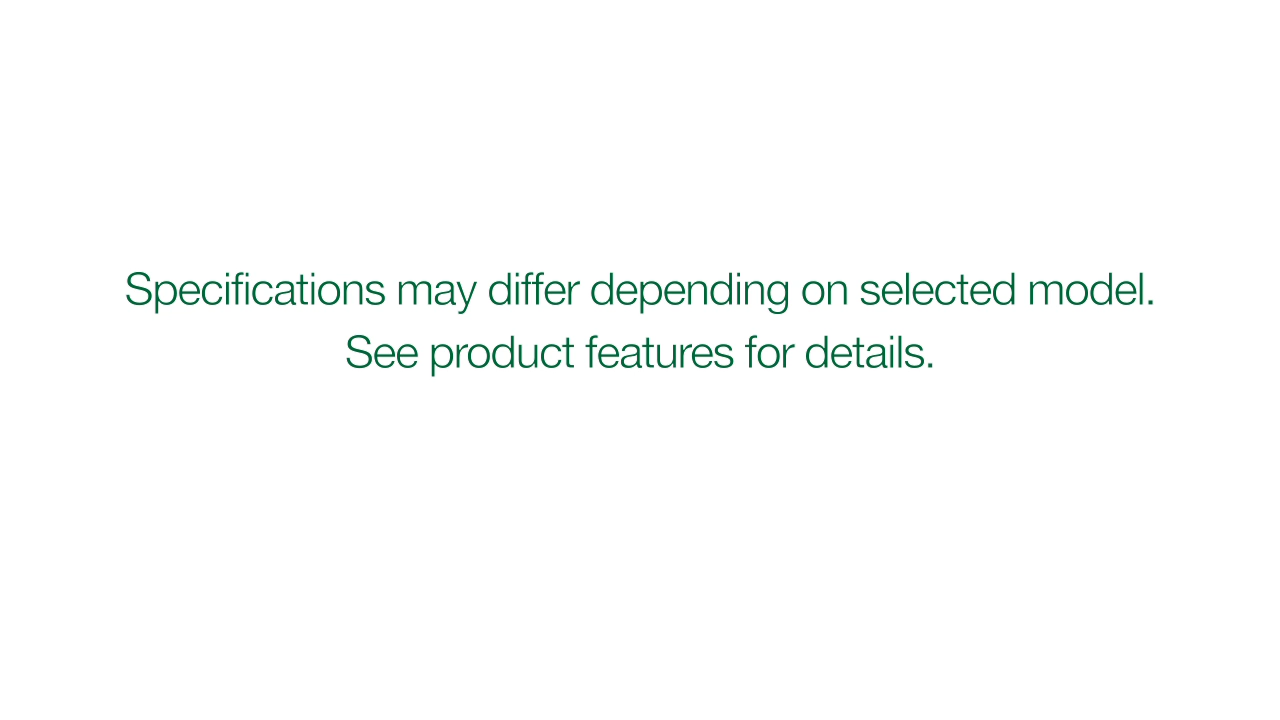 Specifications may differ depending on selected model.
See product features for details.